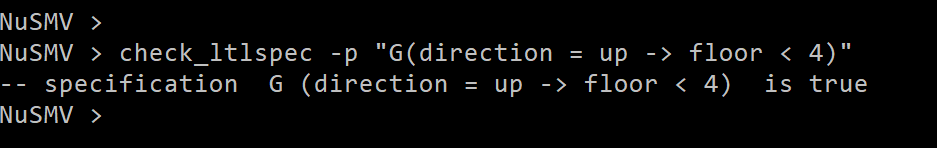 NuSMV >
NuSMV > check_ltlspec -p "G(direction = up -> floor < 4)"
-- specification  G (direction = up -> floor < 4)  is true
NuSMV >